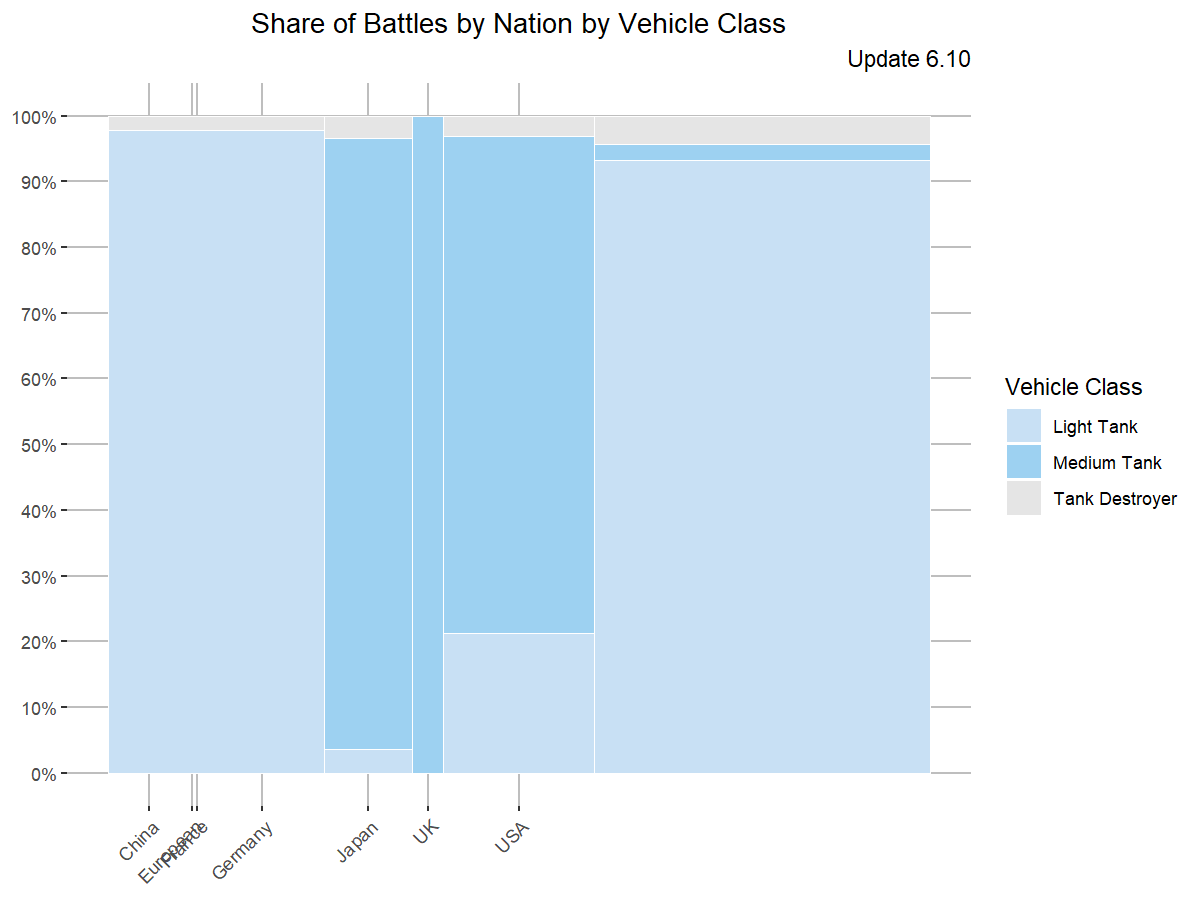 Share of Battles by Nation by Vehicle Class
Update 6.10
100%
90%
80%
70%
60%
50%
40%
30%
20%
10%
0%
China
European
France
Germany
Japan
UK
USA
Vehicle Class
Light Tank
Medium Tank
Tank Destroyer